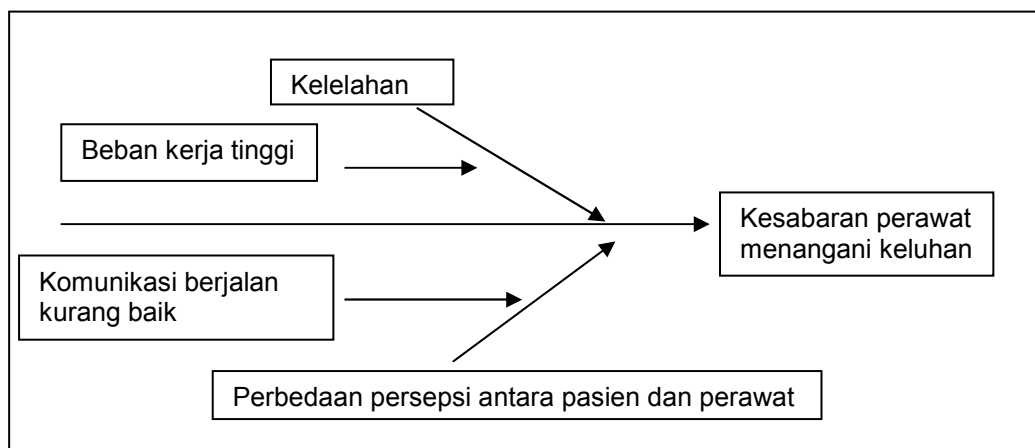 Kelelahan
Beban kerja tinggi
Kesabaran perawat
menangani keluhan
Komunikasi berjalan
kurang baik
Perbedaan persepsi antara pasien dan perawat